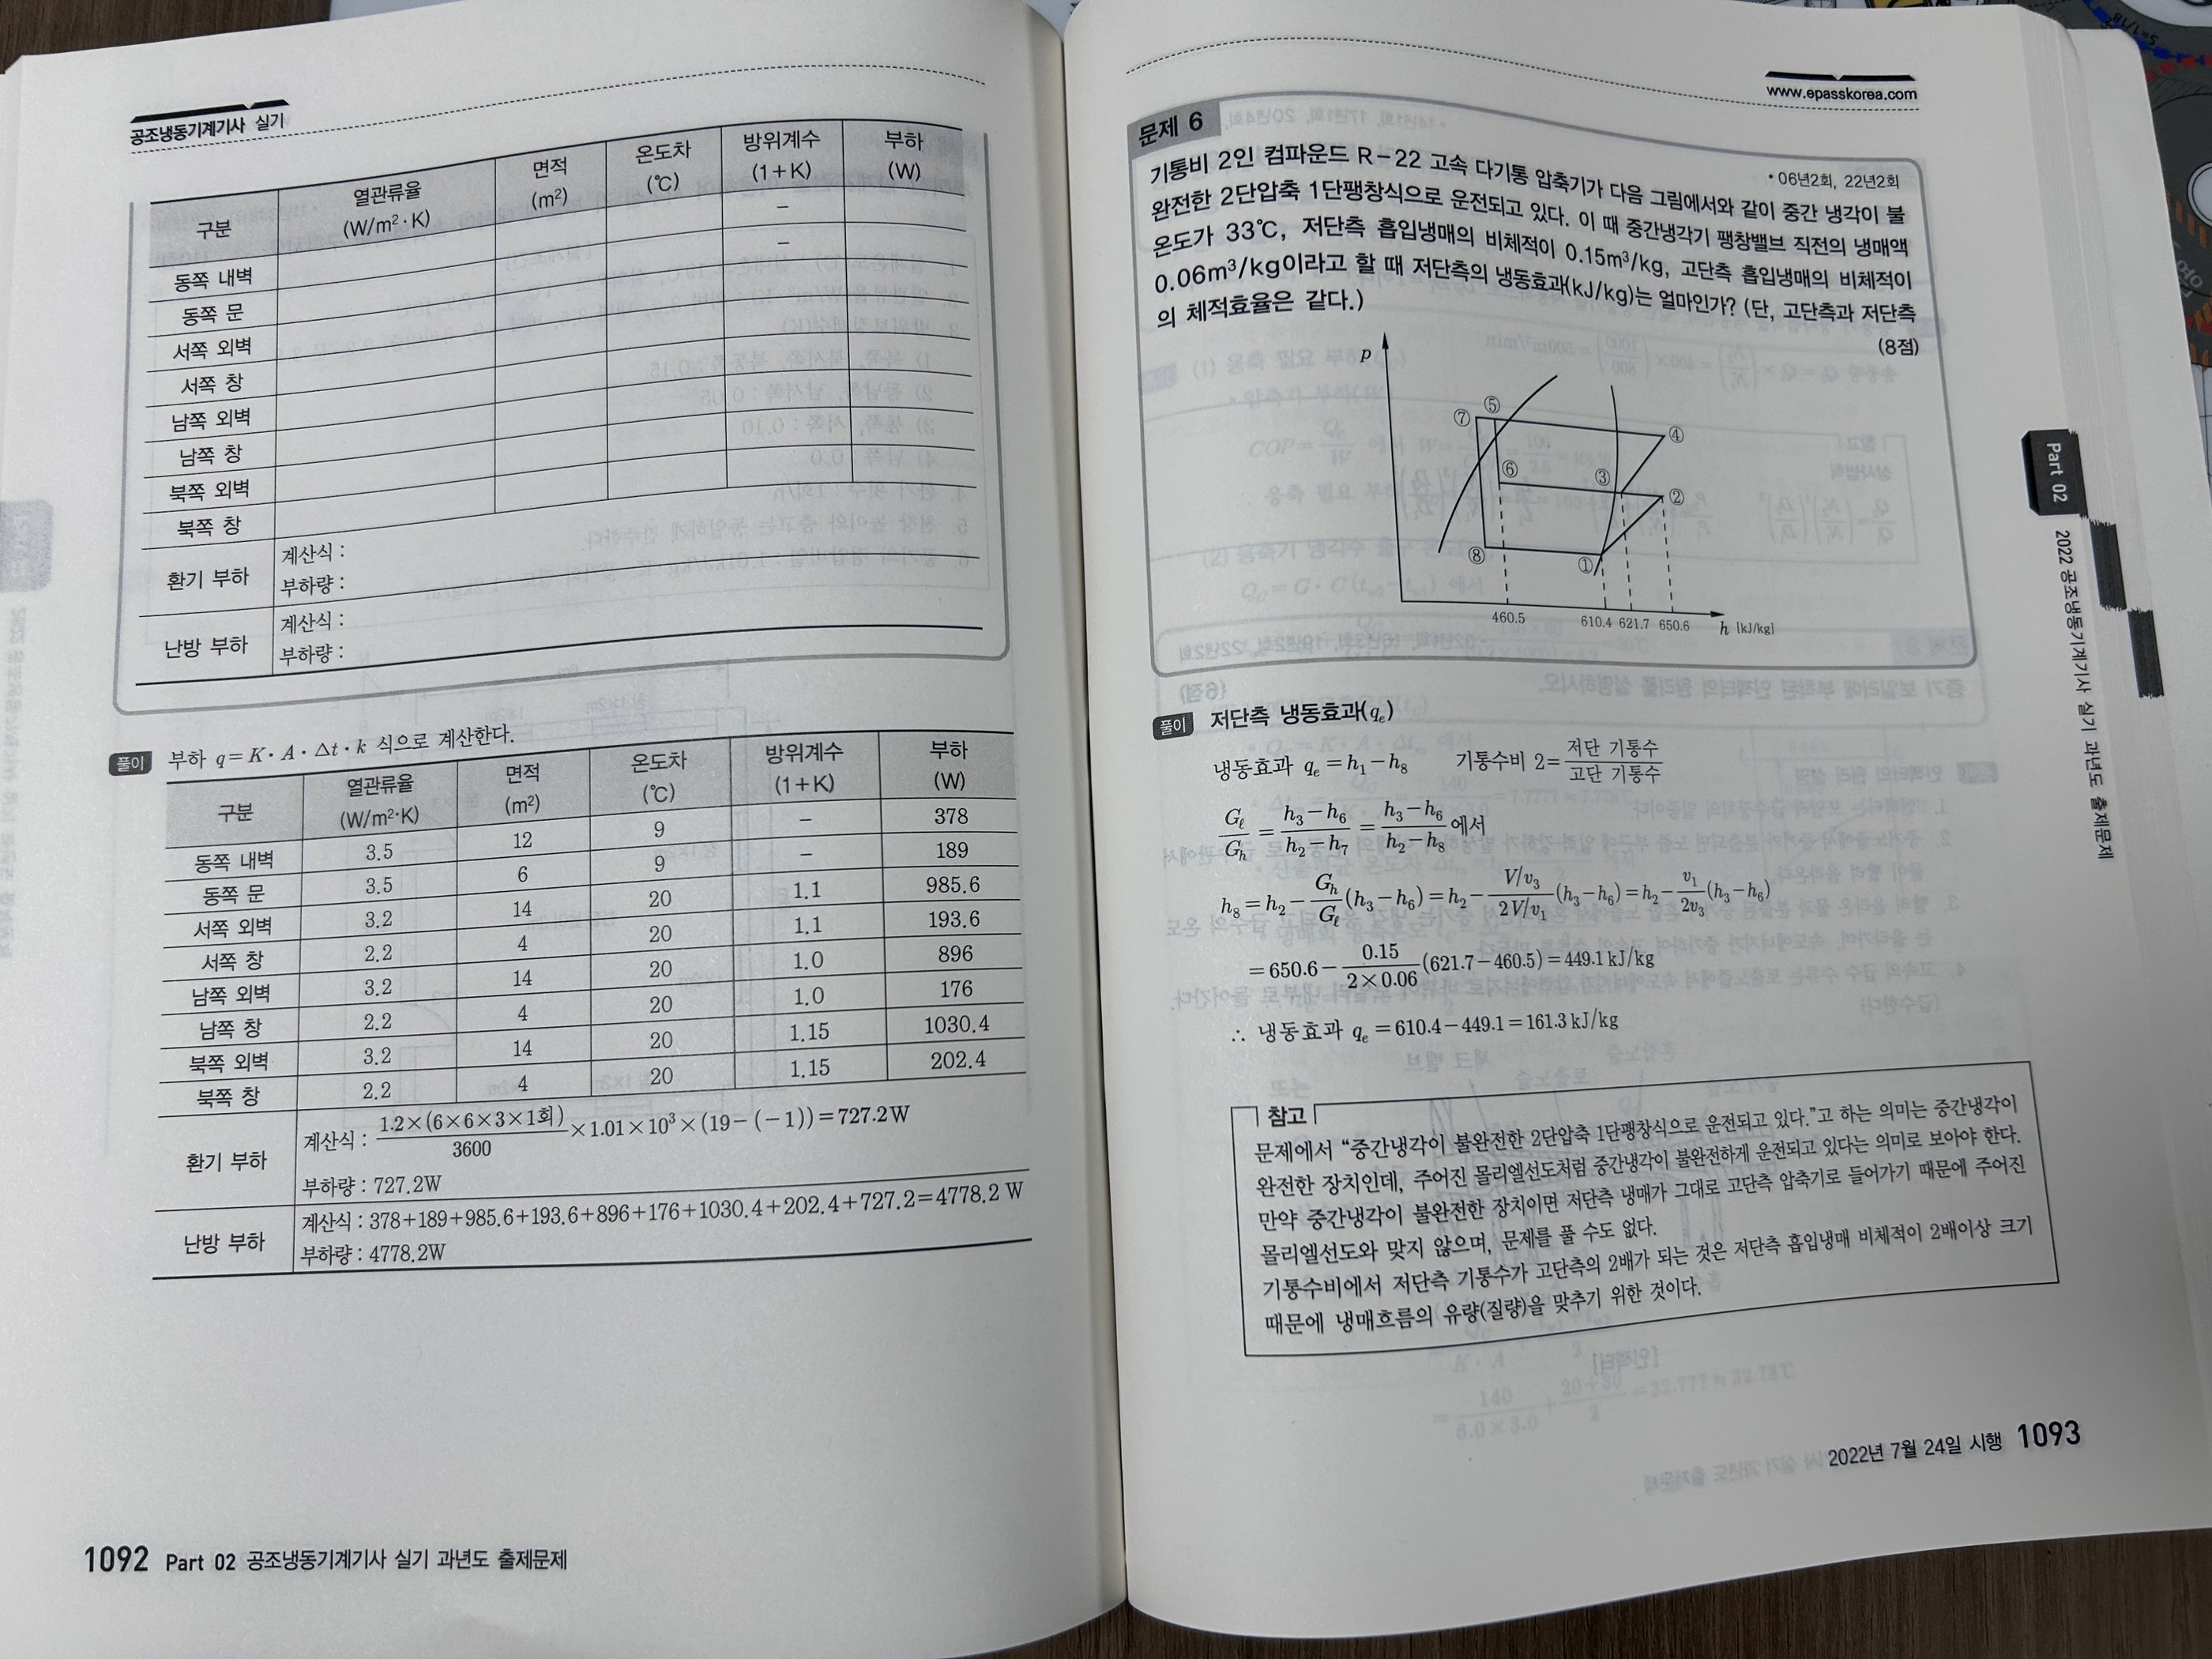 공조냉동기계기사 실기
구분 열관류율 (W/m²·K) 면적 (m²) 온도차 (℃) 방위계수 (1+K) 부하 (W)
동쪽 내벽 –
동쪽 문 –
서쪽 외벽
서쪽 창
남쪽 외벽
남쪽 창
북쪽 외벽
북쪽 창
환기 부하 계산식 :
부하량 :
난방 부하 계산식 :
부하량 :
풀이 부하 q=K·A·Δt·k 식으로 계산한다.
구분 열관류율 (W/m²·K) 면적 (m²) 온도차 (℃) 방위계수 (1+K) 부하 (W)
동쪽 내벽 3.5 12 9 – 378
동쪽 문 3.5 6 9 – 189
서쪽 외벽 3.2 14 20 1.1 985.6
서쪽 창 2.2 4 20 1.1 193.6
남쪽 외벽 3.2 14 20 1.0 896
남쪽 창 2.2 4 20 1.0 176
북쪽 외벽 3.2 14 20 1.15 1030.4
북쪽 창 2.2 4 20 1.15 202.4
환기 부하 계산식 : 1.2×(6×6×3×1회)/3600 ×1.01×10³×(19-(-1))=727.2W
부하량 : 727.2W
난방 부하 계산식 : 378+189+985.6+193.6+896+176+1030.4+202.4+727.2=4778.2 W
부하량 : 4778.2W
1092 Part 02 공조냉동기계기사 실기 과년도 출제문제
www.epasskorea.com
문제 6
• 06년2회, 22년2회
기통비 2인 컴파운드 R-22 고속 다기통 압축기가 다음 그림에서와 같이 중간 냉각이 불
완전한 2단압축 1단팽창식으로 운전되고 있다. 이 때 중간냉각기 팽창밸브 직전의 냉매액
온도가 33℃, 저단측 흡입냉매의 비체적이 0.15m³/kg, 고단측 흡입냉매의 비체적이
0.06m³/kg이라고 할 때 저단측의 냉동효과(kJ/kg)는 얼마인가? (단, 고단측과 저단측
의 체적효율은 같다.)
(8점)
p
⑦ ⑤ ④
⑥ ③ ②
⑧ ①
460.5 610.4 621.7 650.6 h [kJ/kg]
풀이 저단측 냉동효과(qₑ)
냉동효과 qₑ = h₁-h₈ 기통수비 2= 저단 기통수/고단 기통수
Gℓ/Gh = (h₃-h₆)/(h₂-h₇) = (h₃-h₆)/(h₂-h₈) 에서
h₈ = h₂ - Gh/Gℓ (h₃-h₆) = h₂ - (V/v₃)/(2V/v₁) (h₃-h₆) = h₂ - v₁/2v₃ (h₃-h₆)
= 650.6 - 0.15/(2×0.06) (621.7-460.5) = 449.1 kJ/kg
∴ 냉동효과 qₑ = 610.4-449.1 = 161.3 kJ/kg
참고
문제에서 “중간냉각이 불완전한 2단압축 1단팽창식으로 운전되고 있다.”고 하는 의미는 중간냉각이
완전한 장치인데, 주어진 몰리엘선도처럼 중간냉각이 불완전하게 운전되고 있다는 의미로 보아야 한다.
만약 중간냉각이 불완전한 장치이면 저단측 냉매가 그대로 고단측 압축기로 들어가기 때문에 주어진
몰리엘선도와 맞지 않으며, 문제를 풀 수도 없다.
기통수비에서 저단측 기통수가 고단측의 2배가 되는 것은 저단측 흡입냉매 비체적이 2배이상 크기
때문에 냉매흐름의 유량(질량)을 맞추기 위한 것이다.
2022년 7월 24일 시행 1093
Part 02
2022 공조냉동기계기사 실기 과년도 출제문제